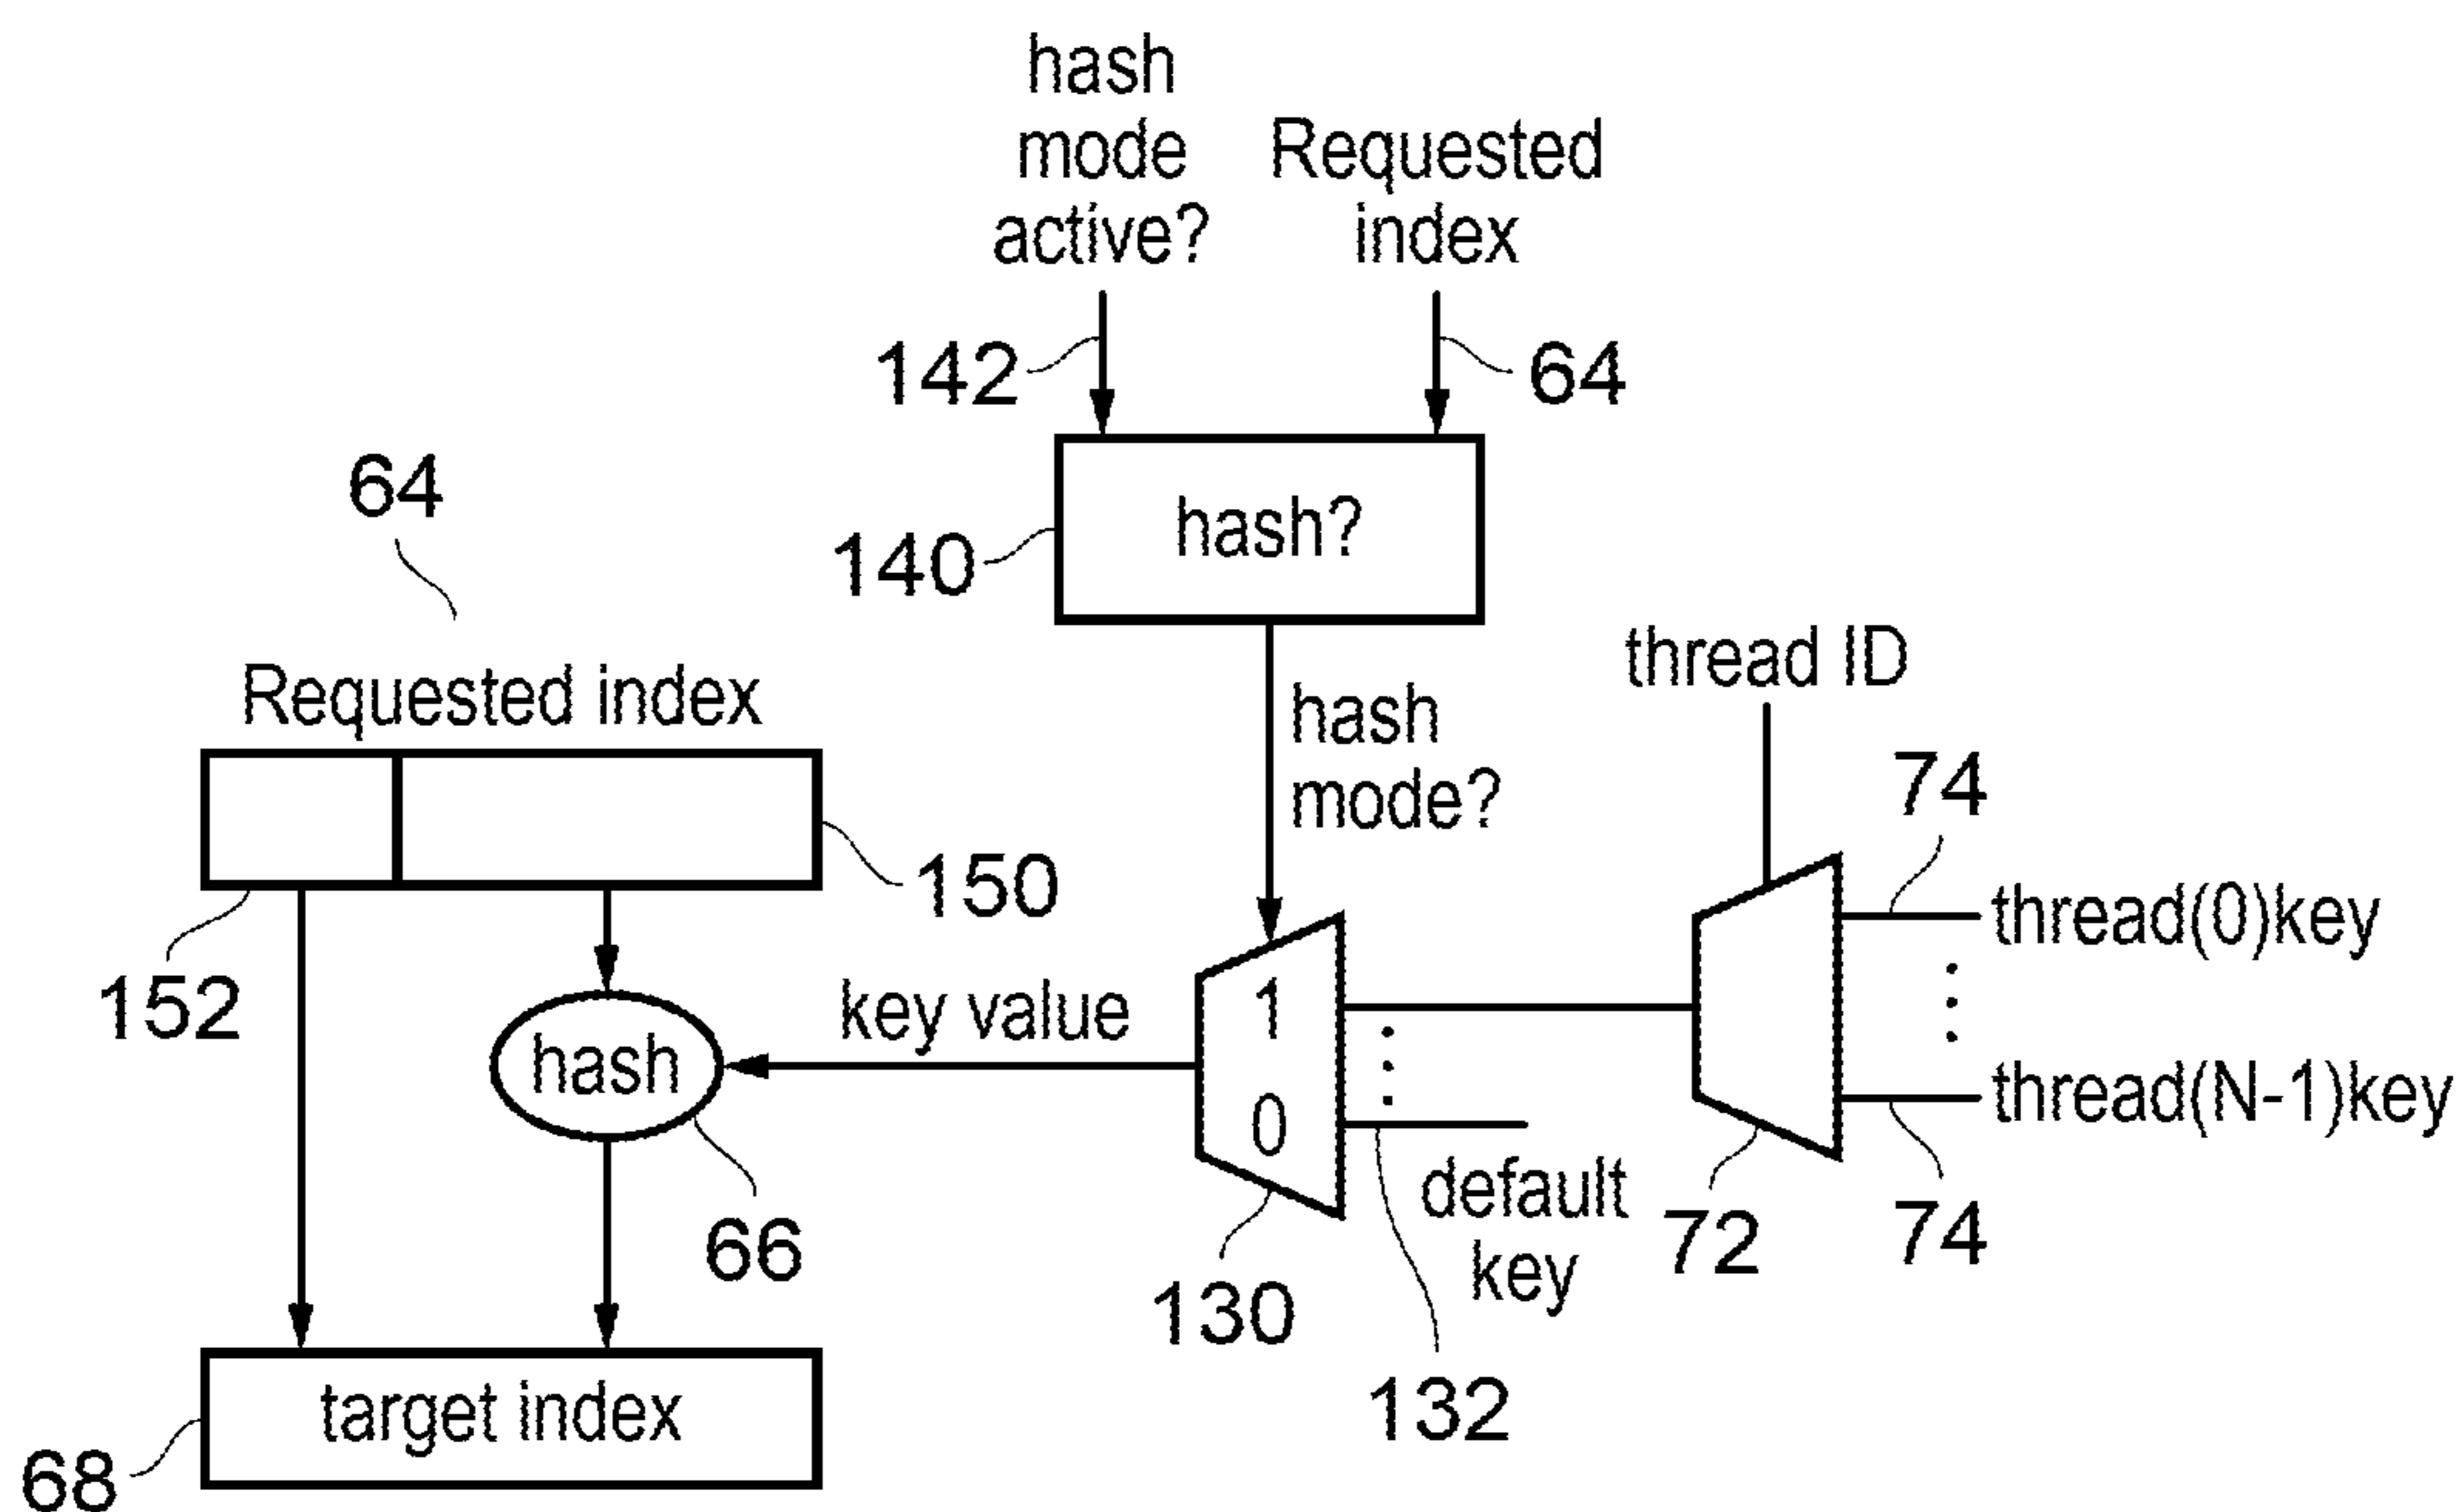 hash
mode
active?
Requested
index
142
64
64
hash?
140
thread ID
Requested index
hash
mode?
74
150
thread(0)key
152
key value
1
hash
thread(N-1)key
0
default
key
66
72
74
130
132
target index
68